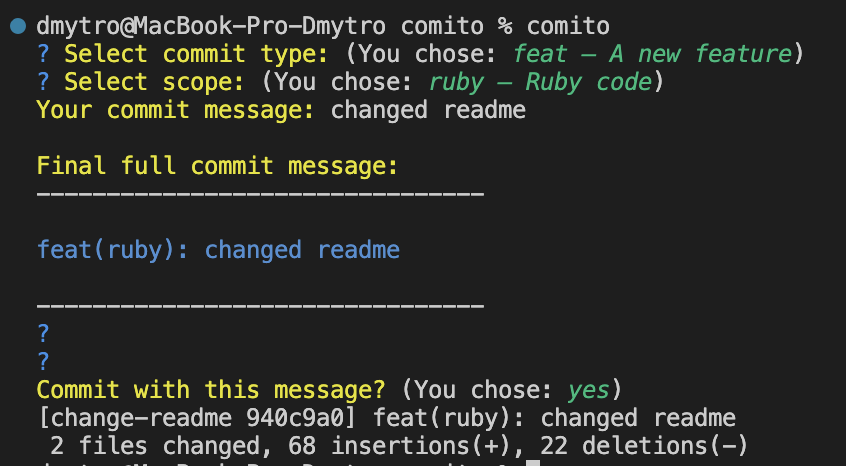 dmytro@MacBook-Pro-Dmytro comito % comito
? Select commit type: (You chose: feat – A new feature)
? Select scope: (You chose: ruby – Ruby code)
Your commit message: changed readme
Final full commit message:
--------------------------------
feat(ruby): changed readme
--------------------------------
?
?
Commit with this message? (You chose: yes)
[change-readme 940c9a0] feat(ruby): changed readme
2 files changed, 68 insertions(+), 22 deletions(-)